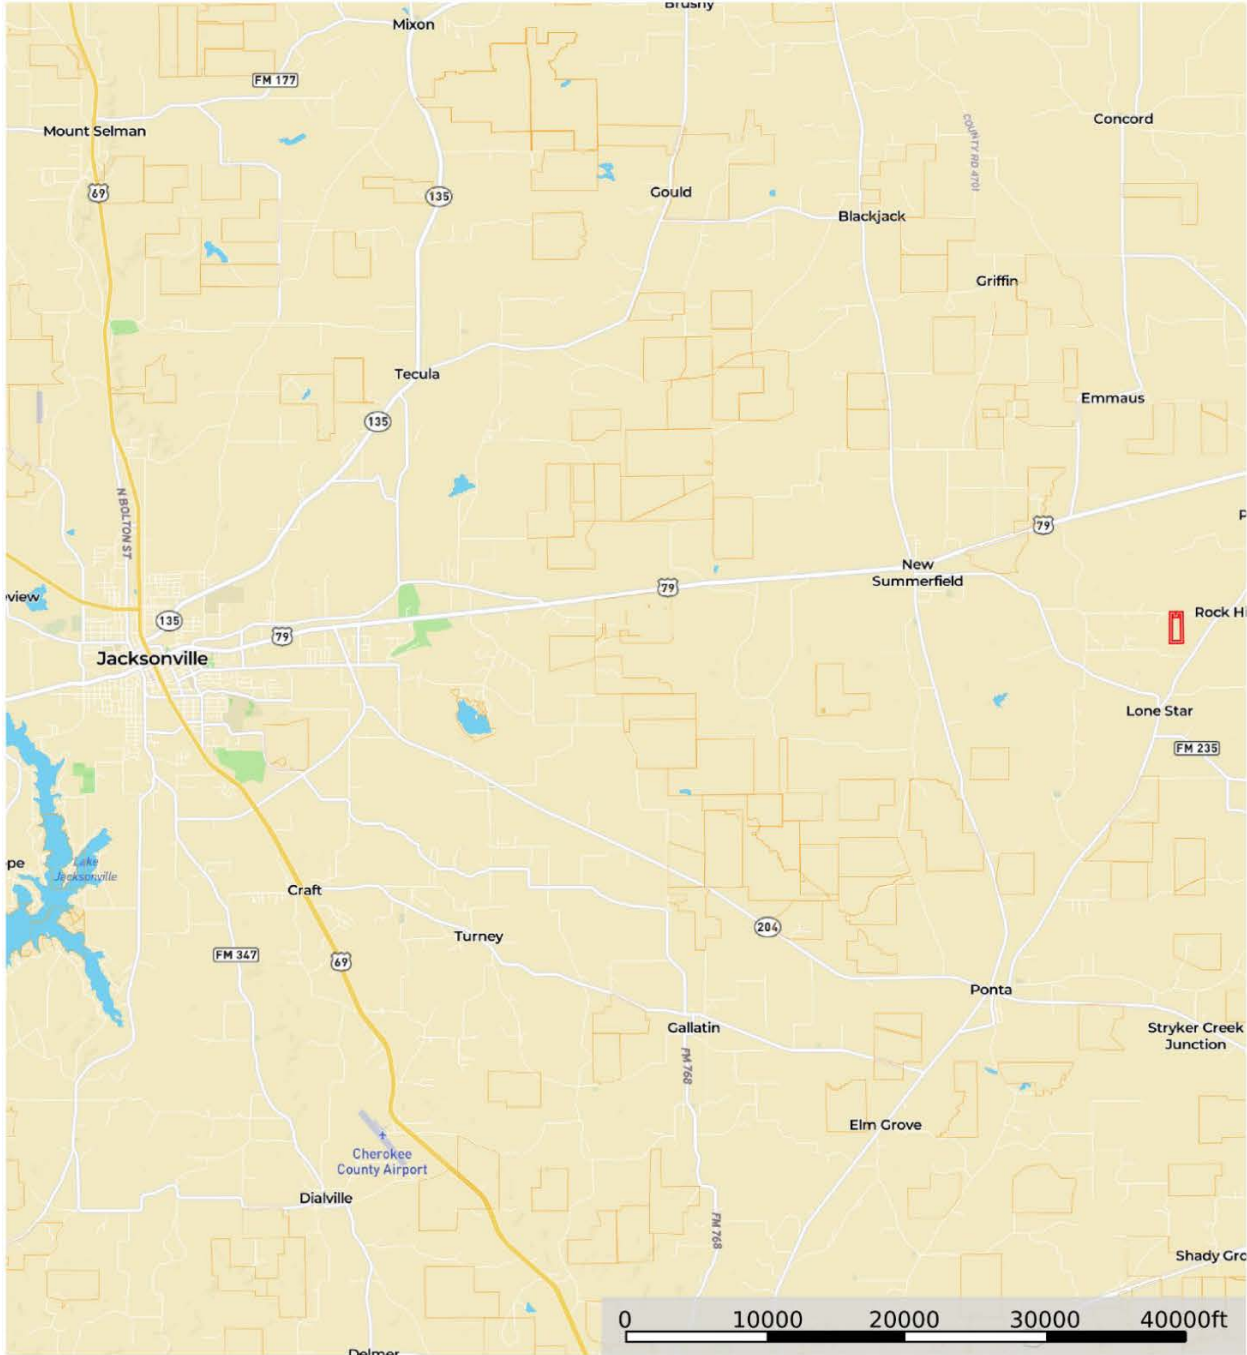 Brushy
Mixon
FM 177
Mount Selman
Concord
COUNTY RD 4701
69
135
Gould
Blackjack
Griffin
Tecula
Emmaus
135
N BOLTON ST
79
New
Summerfield
79
view
135
79
Rock Hi
Jacksonville
Lone Star
FM 235
Lake
Jacksonville
ope
Craft
204
Turney
FM 347
69
Ponta
Gallatin
Stryker Creek
Junction
FM 768
Elm Grove
Cherokee
County Airport
Dialville
FM 768
Shady Gro
0 10000 20000 30000 40000ft
Delmer